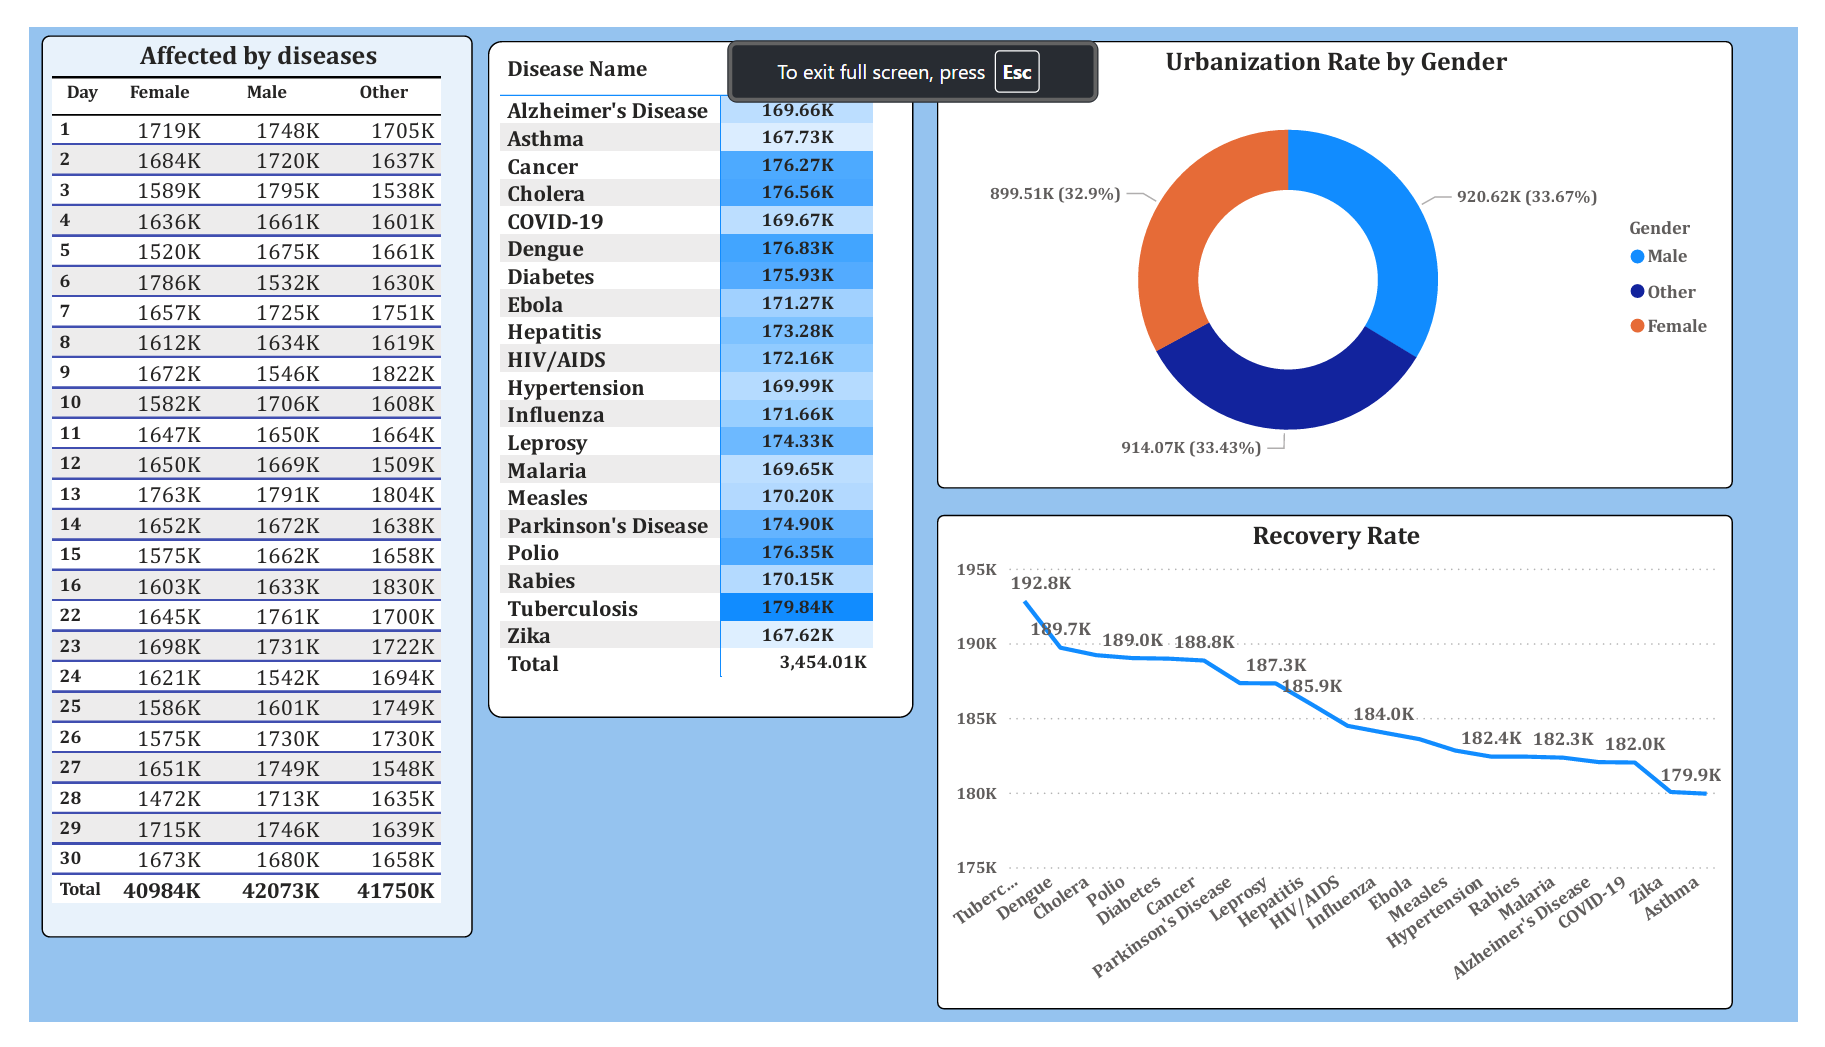 Affected by diseases
Day Female Male Other
1 1719K 1748K 1705K
2 1684K 1720K 1637K
3 1589K 1795K 1538K
4 1636K 1661K 1601K
5 1520K 1675K 1661K
6 1786K 1532K 1630K
7 1657K 1725K 1751K
8 1612K 1634K 1619K
9 1672K 1546K 1822K
10 1582K 1706K 1608K
11 1647K 1650K 1664K
12 1650K 1669K 1509K
13 1763K 1791K 1804K
14 1652K 1672K 1638K
15 1575K 1662K 1658K
16 1603K 1633K 1830K
22 1645K 1761K 1700K
23 1698K 1731K 1722K
24 1621K 1542K 1694K
25 1586K 1601K 1749K
26 1575K 1730K 1730K
27 1651K 1749K 1548K
28 1472K 1713K 1635K
29 1715K 1746K 1639K
30 1673K 1680K 1658K
Total 40984K 42073K 41750K
Disease Name
To exit full screen, press Esc
Alzheimer's Disease 169.66K
Asthma 167.73K
Cancer 176.27K
Cholera 176.56K
COVID-19 169.67K
Dengue 176.83K
Diabetes 175.93K
Ebola 171.27K
Hepatitis 173.28K
HIV/AIDS 172.16K
Hypertension 169.99K
Influenza 171.66K
Leprosy 174.33K
Malaria 169.65K
Measles 170.20K
Parkinson's Disease 174.90K
Polio 176.35K
Rabies 170.15K
Tuberculosis 179.84K
Zika 167.62K
Total 3,454.01K
Urbanization Rate by Gender
899.51K (32.9%)
920.62K (33.67%)
914.07K (33.43%)
Gender
Male
Other
Female
Recovery Rate
195K
190K
185K
180K
175K
192.8K
189.7K
189.0K
188.8K
187.3K
185.9K
184.0K
182.4K
182.3K
182.0K
179.9K
Tuberc...
Dengue
Cholera
Polio
Diabetes
Cancer
Parkinson's Disease
Leprosy
Hepatitis
HIV/AIDS
Influenza
Ebola
Measles
Hypertension
Rabies
Malaria
Alzheimer's Disease
COVID-19
Zika
Asthma